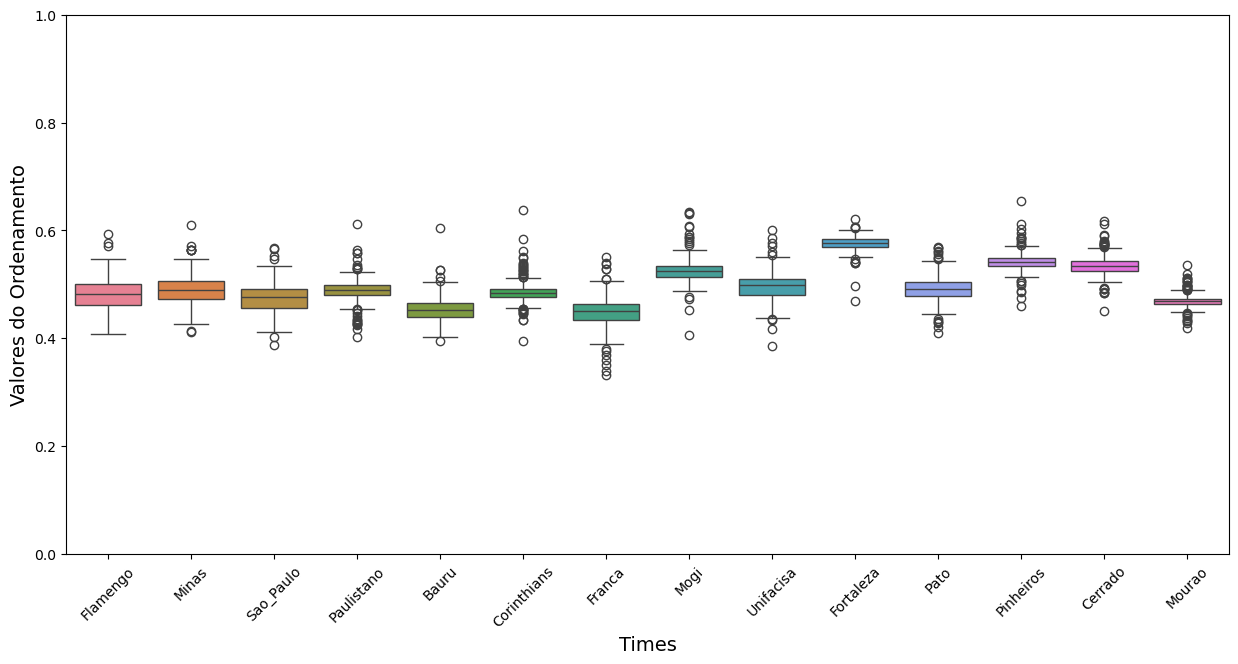 Valores do Ordenamento
1.0
0.8
0.6
0.4
0.2
0.0
Flamengo
Minas
Sao_Paulo
Paulistano
Bauru
Corinthians
Franca
Mogi
Unifacisa
Fortaleza
Pato
Pinheiros
Cerrado
Mourao
Times